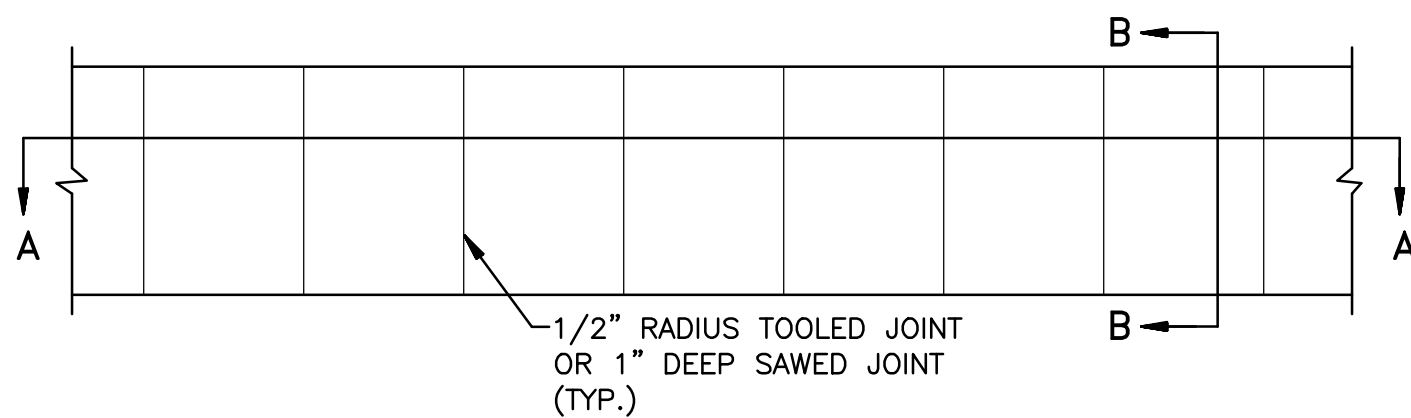 B
A
A
1/2” RADIUS TOOLED JOINT
OR 1” DEEP SAWED JOINT
(TYP.)
B